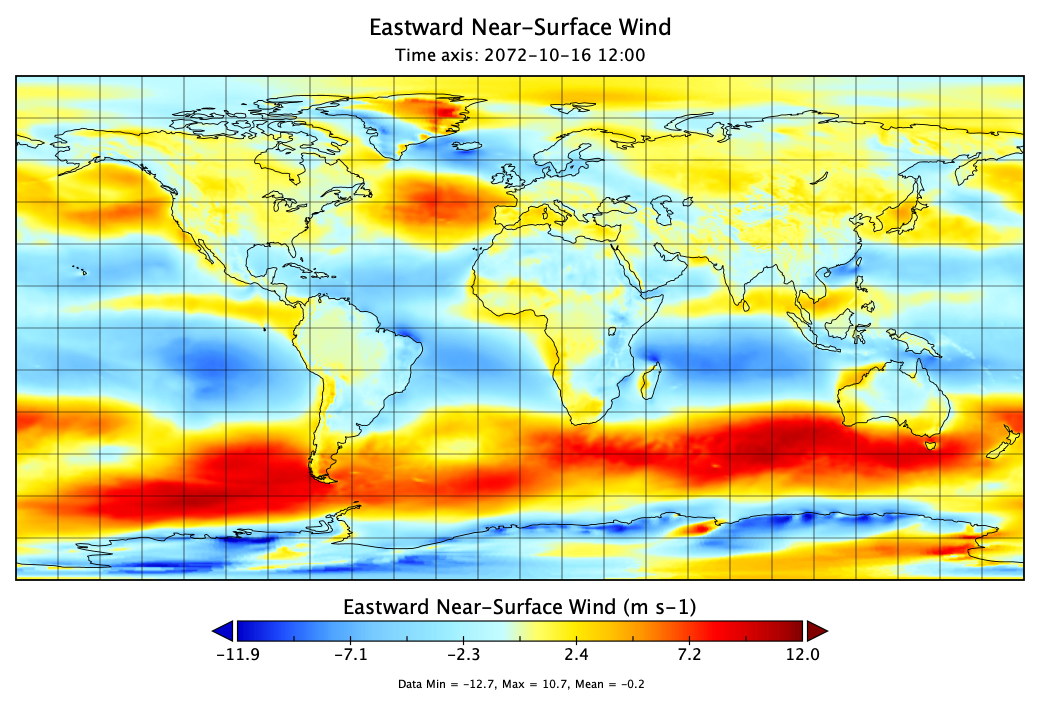 Eastward Near-Surface Wind
Time axis: 2072-10-16 12:00
Eastward Near-Surface Wind (m s-1)
-11.9 -7.1 -2.3 2.4 7.2 12.0
Data Min = -12.7, Max = 10.7, Mean = -0.2